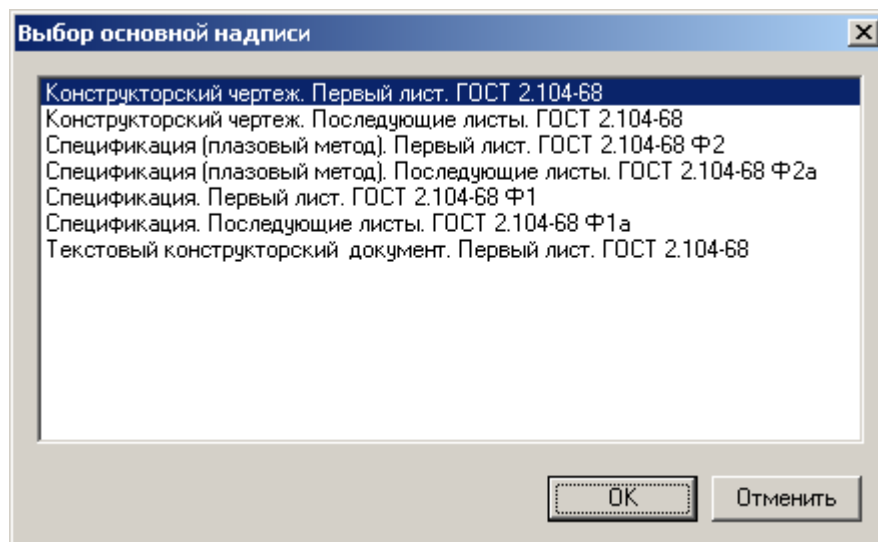 Выбор основной надписи
Конструкторский чертеж. Первый лист. ГОСТ 2.104-68
Конструкторский чертеж. Последующие листы. ГОСТ 2.104-68
Спецификация (плазовый метод). Первый лист. ГОСТ 2.104-68 Ф2
Спецификация (плазовый метод). Последующие листы. ГОСТ 2.104-68 Ф2а
Спецификация. Первый лист. ГОСТ 2.104-68 Ф1
Спецификация. Последующие листы. ГОСТ 2.104-68 Ф1а
Текстовый конструкторский  документ. Первый лист. ГОСТ 2.104-68
OK Отменить